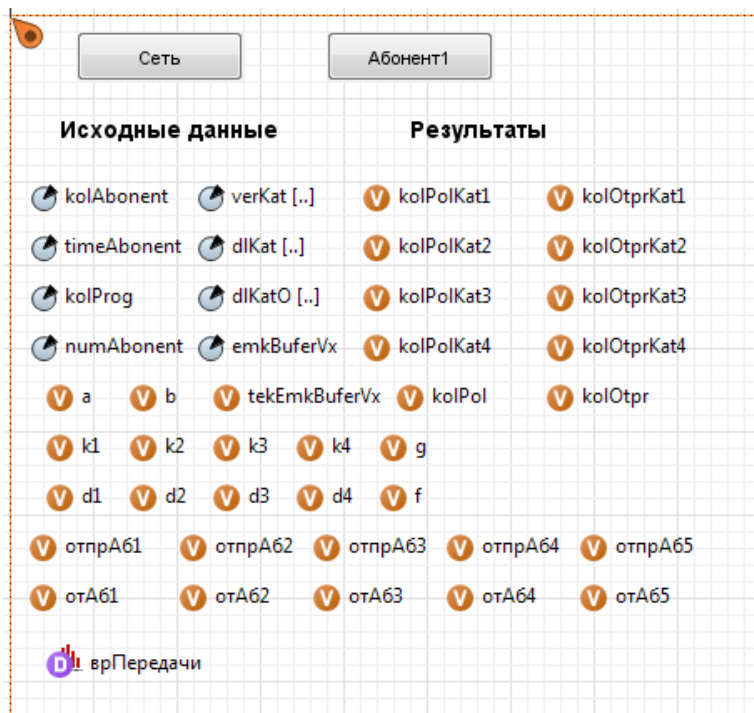 Сеть Абонент1
Исходные данные Результаты
kolAbonent verKat [..] kolPolKat1 kolOtprKat1
timeAbonent dlKat [..] kolPolKat2 kolOtprKat2
kolProg dlKatO [..] kolPolKat3 kolOtprKat3
numAbonent emkBuferVx kolPolKat4 kolOtprKat4
V a V b V tekEmkBuferVx V kolPol V kolOtpr
V k1 V k2 V k3 V k4 V g
V d1 V d2 V d3 V d4 V f
V отпрАб1 V отпрАб2 V отпрАб3 V отпрАб4 V отпрАб5
V отАб1 V отАб2 V отАб3 V отАб4 V отАб5
D врПередачи